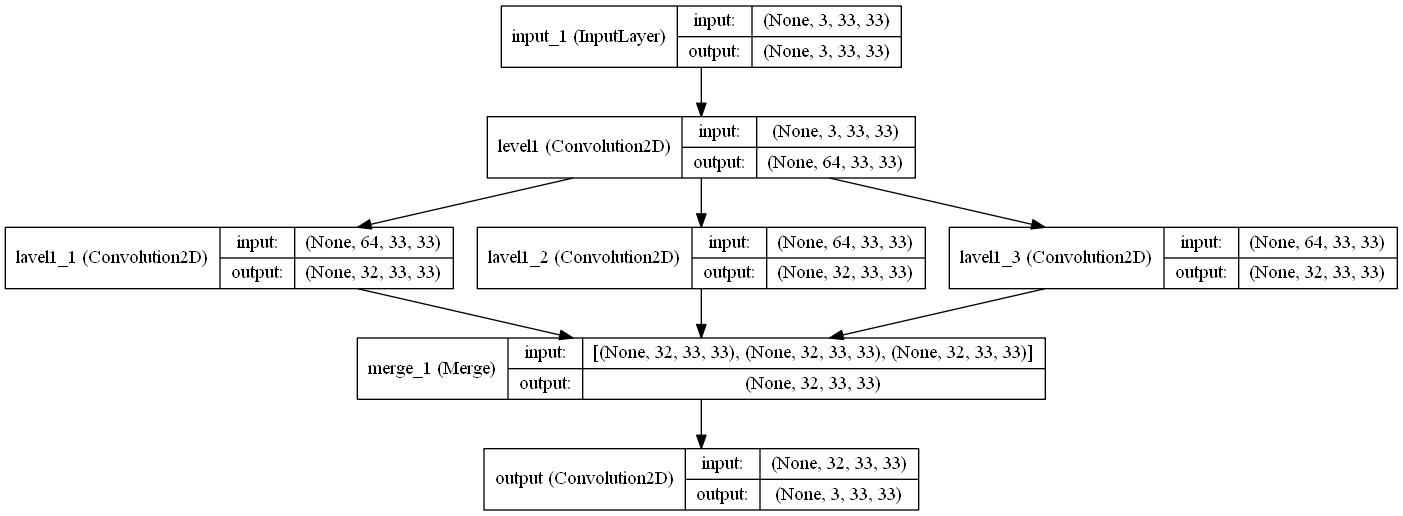 input_1 (InputLayer)
input: (None, 3, 33, 33)
output: (None, 3, 33, 33)
level1 (Convolution2D)
input: (None, 3, 33, 33)
output: (None, 64, 33, 33)
lavel1_1 (Convolution2D)
input: (None, 64, 33, 33)
output: (None, 32, 33, 33)
lavel1_2 (Convolution2D)
input: (None, 64, 33, 33)
output: (None, 32, 33, 33)
lavel1_3 (Convolution2D)
input: (None, 64, 33, 33)
output: (None, 32, 33, 33)
merge_1 (Merge)
input: [(None, 32, 33, 33), (None, 32, 33, 33), (None, 32, 33, 33)]
output: (None, 32, 33, 33)
output (Convolution2D)
input: (None, 32, 33, 33)
output: (None, 3, 33, 33)